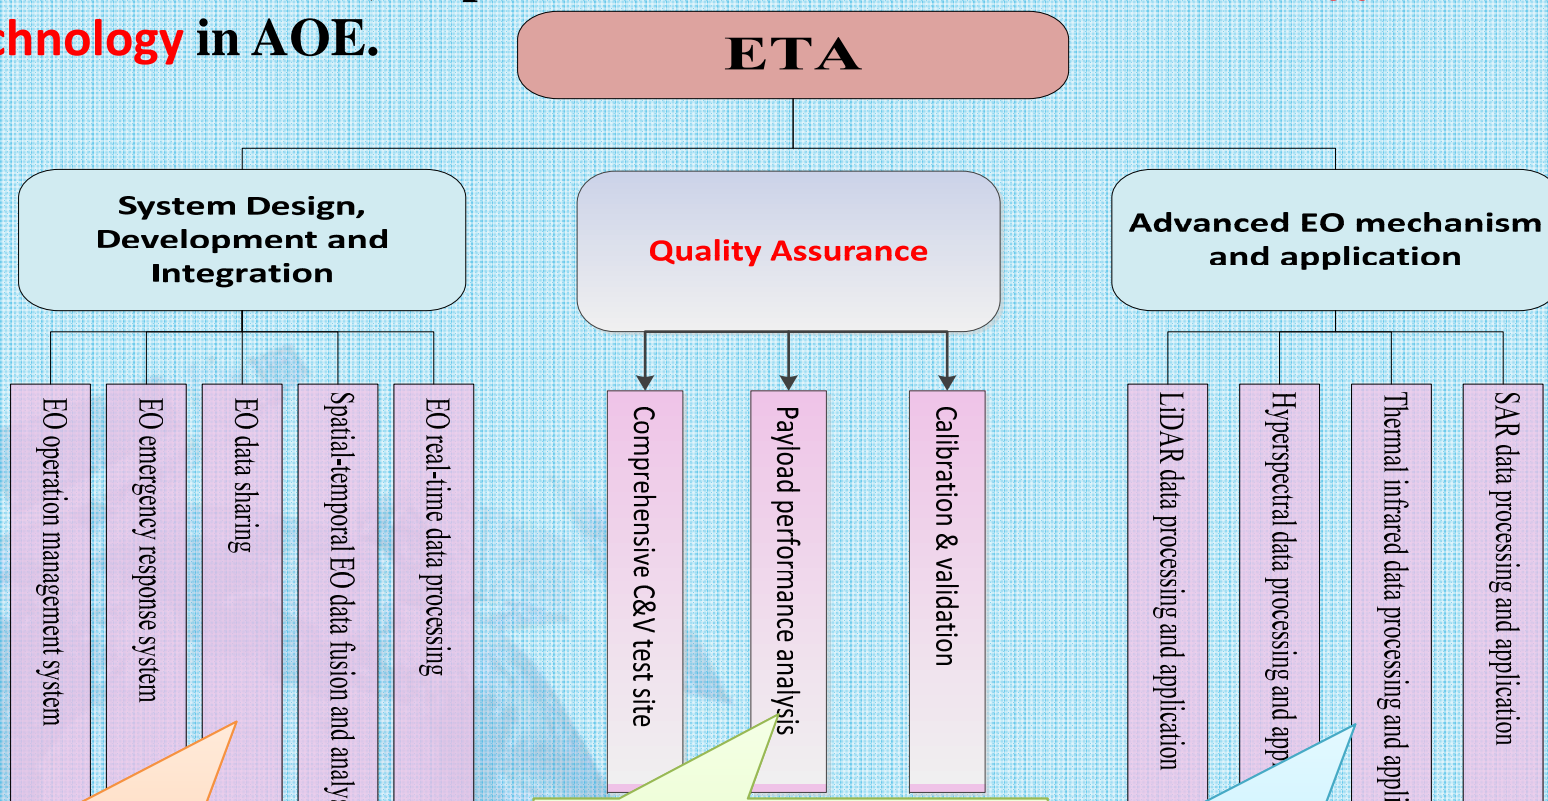 chnology in AOE.
ETA
System Design,
Development and
Integration
Quality Assurance
Advanced EO mechanism
and application
EO operation management system
EO emergency response system
EO data sharing
Spatial-temporal EO data fusion and analys
EO real-time data processing
Comprehensive C&V test site
Payload performance analysis
Calibration & validation
LiDAR data processing and application
Hyperspectral data processing and app
Thermal infrared data processing and appli
SAR data processing and application